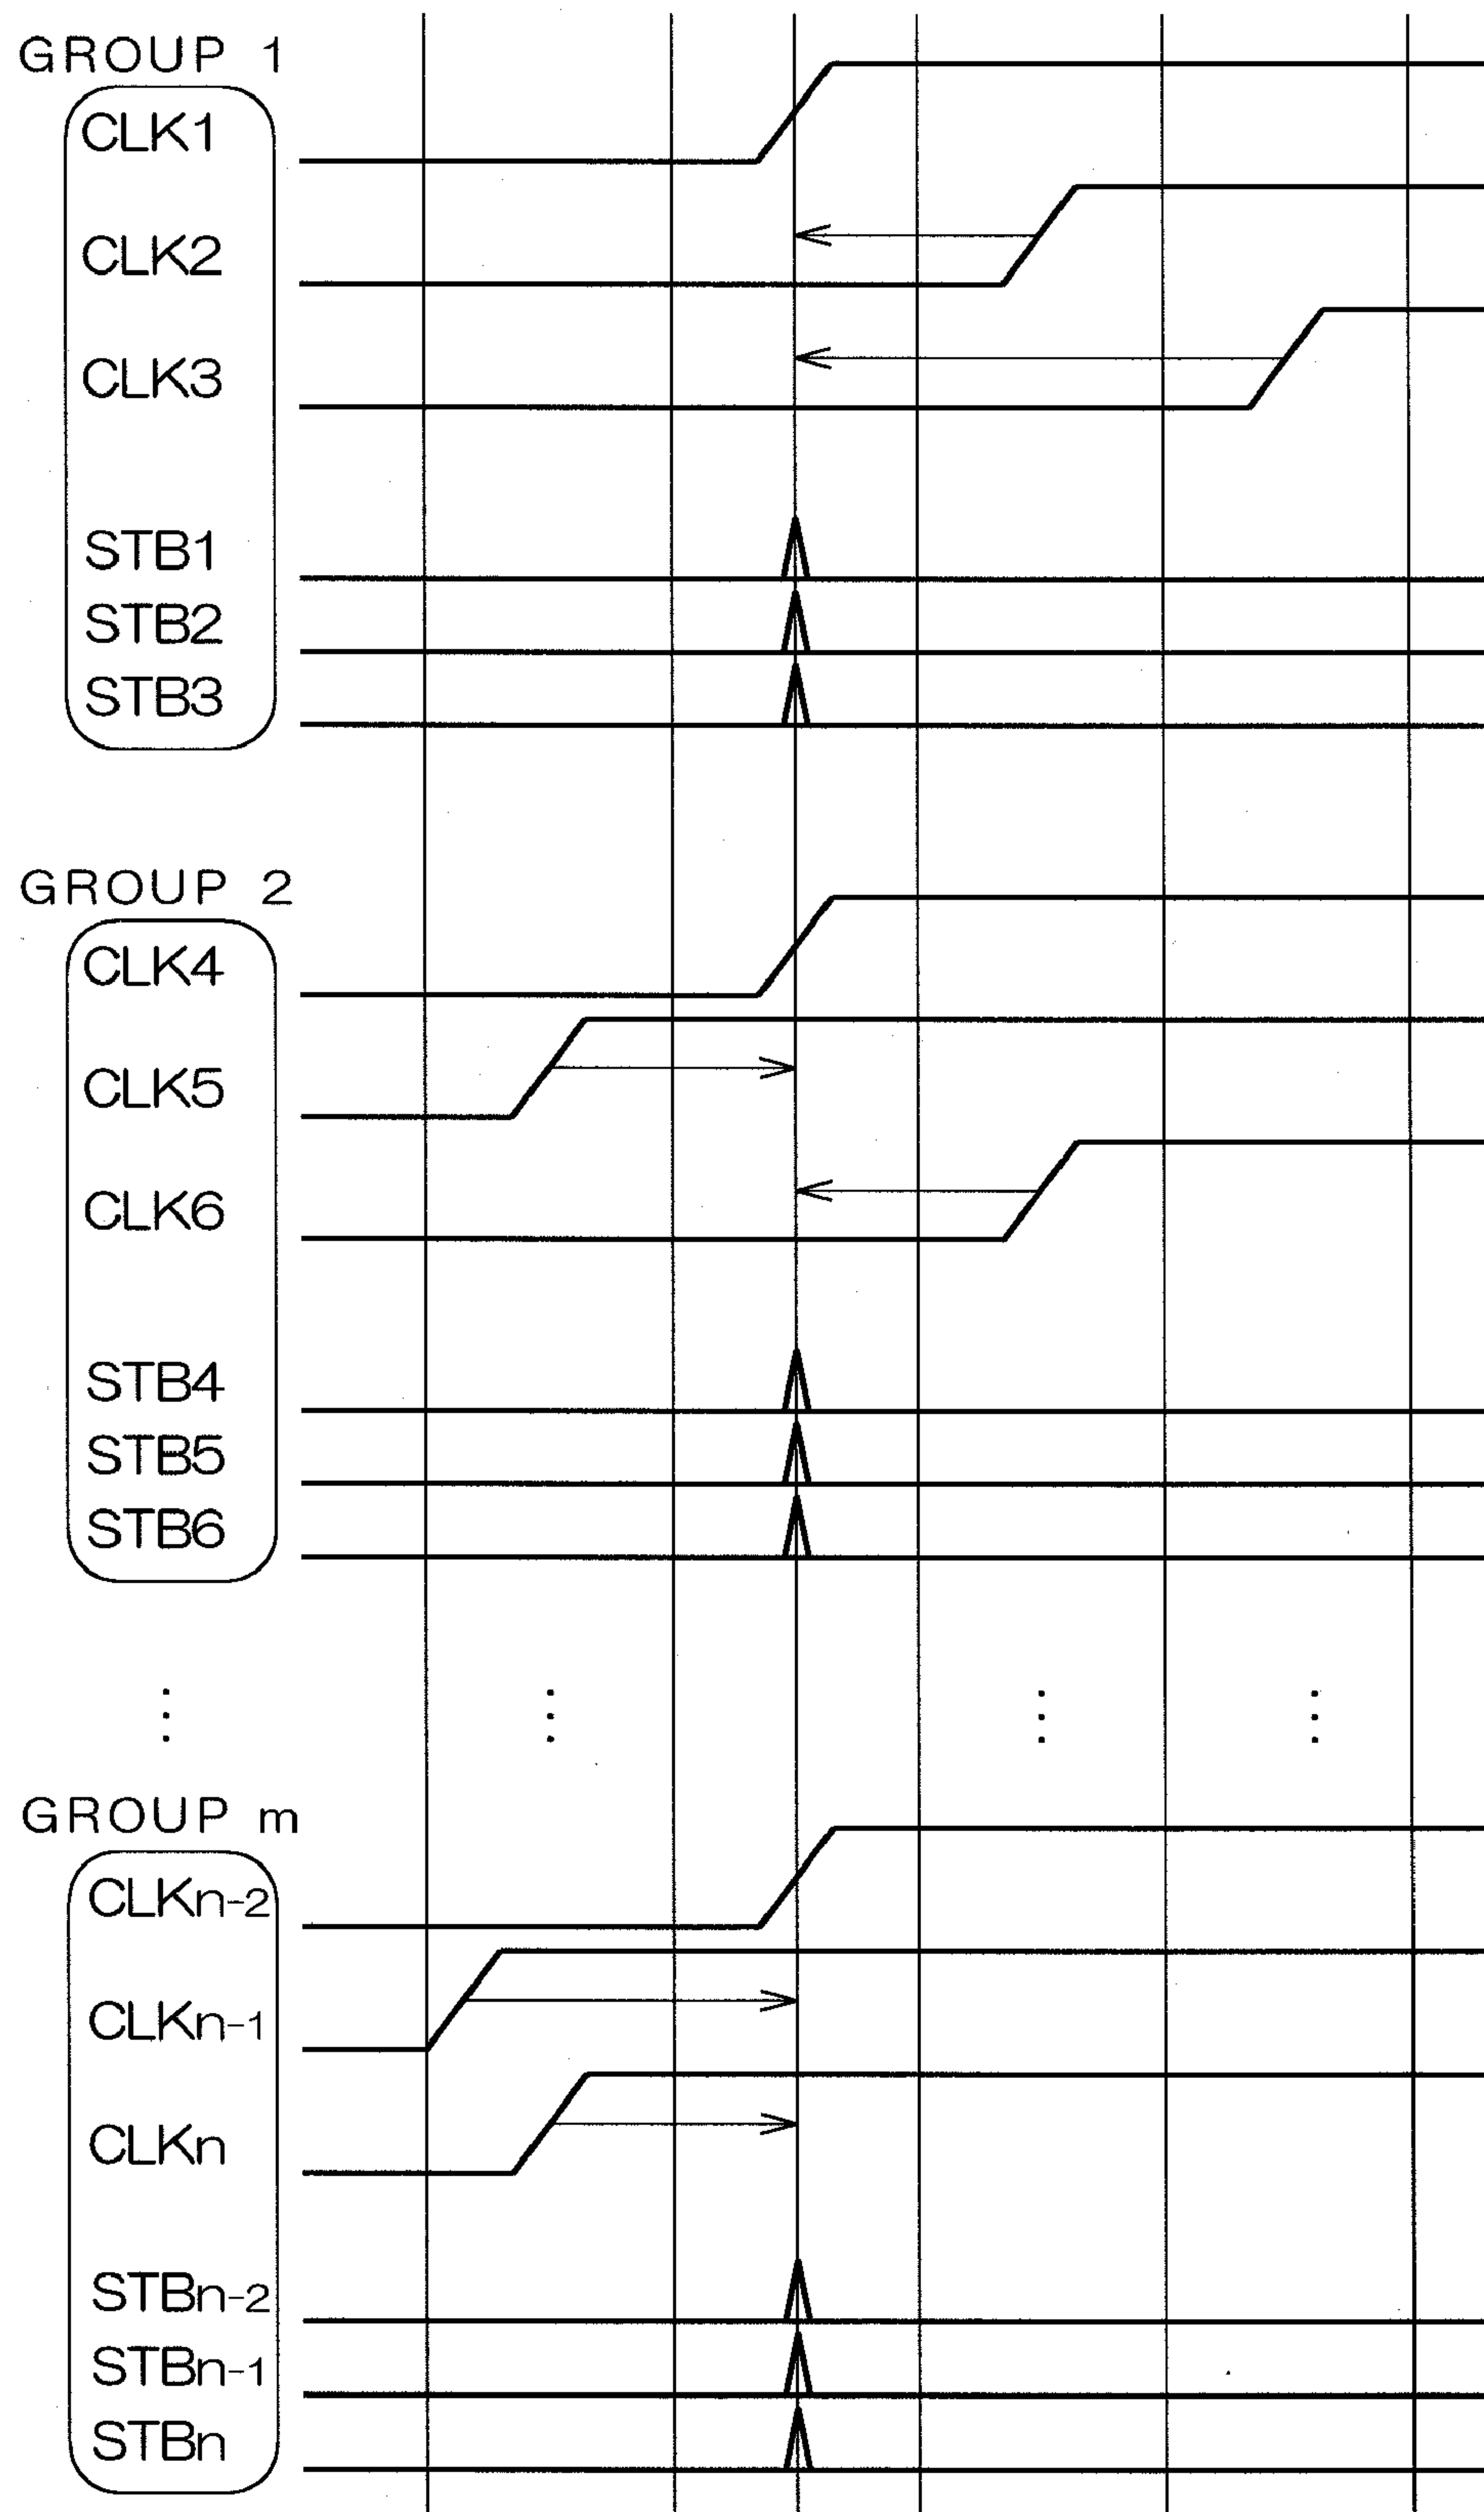 GROUP 1
CLK1
CLK2
CLK3
STB1
STB2
STB3
GROUP 2
CLK4
CLK5
CLK6
STB4
STB5
STB6
GROUP m
CLKn-2
CLKn-1
CLKn
STBn-2
STBn-1
STBn